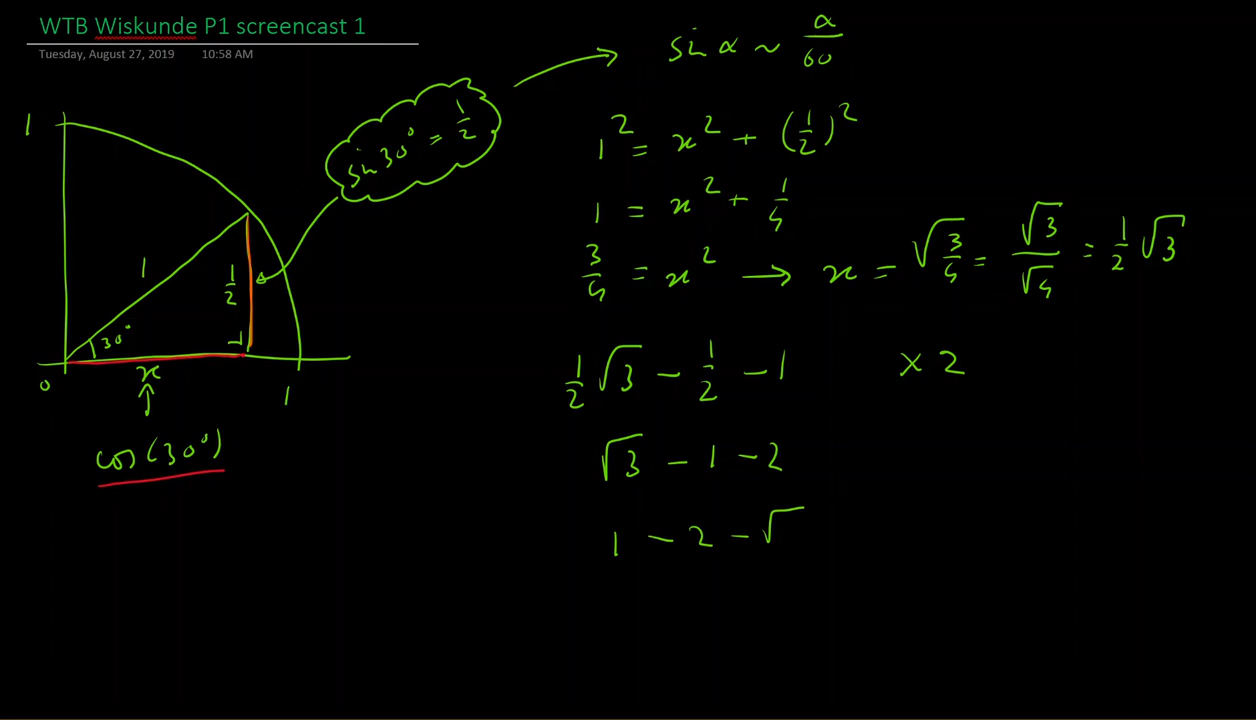 WTB Wiskunde P1 screencast 1
Tuesday, August 27, 2019 10:58 AM
sin α ~ α/60
sin 30° = 1/2
1
1² = x² + (1/2)²
1 = x² + 1/4
3/4 = x² → x = √(3/4) = √3/√4 = 1/2 √3
1
1/2
30°
0
x
1
cos(30°)
1/2 √3 – 1/2 – 1 × 2
√3 – 1 – 2
1 – 2 – √